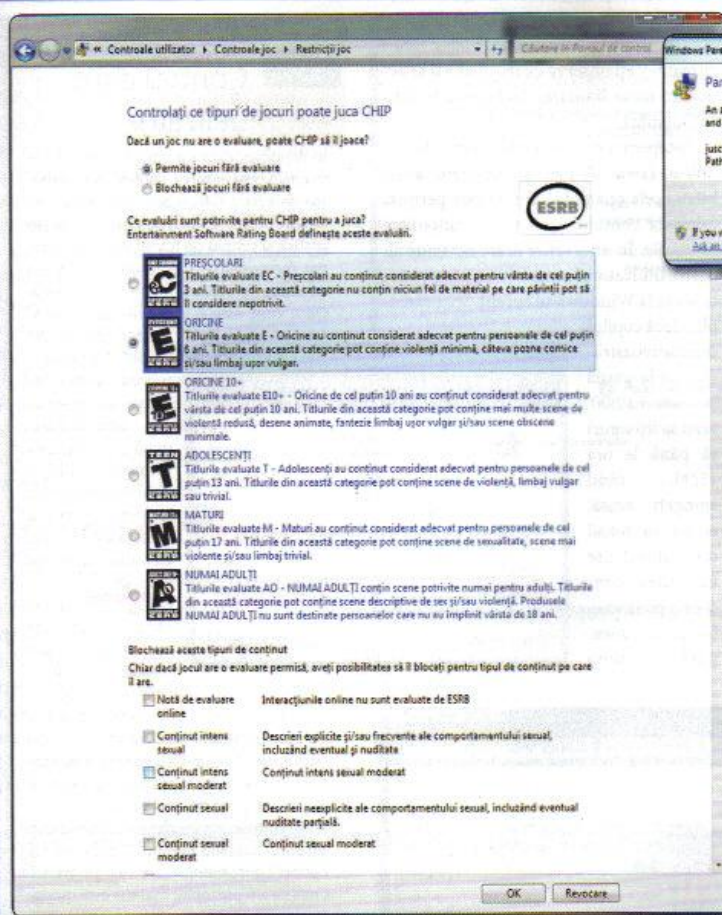 « Controale utilizator ▸ Controale joc ▸ Restricții joc
Căutare în Panoul de control
Controlați ce tipuri de jocuri poate juca CHIP
Dacă un joc nu are o evaluare, poate CHIP să îl joace?
Permite jocuri fără evaluare
Blochează jocuri fără evaluare
ESRB
Ce evaluări sunt potrivite pentru CHIP pentru a juca?
Entertainment Software Rating Board definește aceste evaluări.
PREȘCOLARI
Titlurile evaluate EC - Preșcolari au conținut considerat adecvat pentru vârsta de cel puțin
3 ani. Titlurile din această categorie nu conțin niciun fel de material pe care părinții pot să
îl considere nepotrivit.
ORICINE
Titlurile evaluate E - Oricine au conținut considerat adecvat pentru persoanele de cel puțin
6 ani. Titlurile din această categorie pot conține violență minimă, câteva pozne comice
și/sau limbaj ușor vulgar.
ORICINE 10+
Titlurile evaluate E10+ - Oricine de cel puțin 10 ani au conținut considerat adecvat pentru
vârsta de cel puțin 10 ani. Titlurile din această categorie pot conține mai multe scene de
violență redusă, desene animate, fantezie limbaj ușor vulgar și/sau scene obscene
minimale.
ADOLESCENȚI
Titlurile evaluate T - Adolescenți au conținut considerat adecvat pentru persoanele de cel
puțin 13 ani. Titlurile din această categorie pot conține scene de violență, limbaj vulgar
sau trivial.
MATURI
Titlurile evaluate M - Maturi au conținut considerat adecvat pentru persoanele de cel
puțin 17 ani. Titlurile din această categorie pot conține scene de sexualitate, scene mai
violente și/sau limbaj trivial.
NUMAI ADULȚI
Titlurile evaluate AO - NUMAI ADULȚI conțin scene potrivite numai pentru adulți. Titlurile
din această categorie pot conține scene descriptive de sex și/sau violență. Produsele
NUMAI ADULȚI nu sunt destinate persoanelor care nu au împlinit vârsta de 18 ani.
Blochează aceste tipuri de conținut
Chiar dacă jocul are o evaluare permisă, aveți posibilitatea să îl blocați pentru tipul de conținut pe care
îl are.
Notă de evaluare online
Interacțiunile online nu sunt evaluate de ESRB
Conținut intens sexual
Descrieri explicite și/sau frecvente ale comportamentului sexual,
incluzând eventual și nuditate
Conținut intens sexual moderat
Conținut intens sexual moderat
Conținut sexual
Descrieri neexplicite ale comportamentului sexual, incluzând eventual
nuditate parțială.
Conținut sexual moderat
Conținut sexual moderat
OK
Revocare
Windows Pare
Par
An a
and
Path
If you